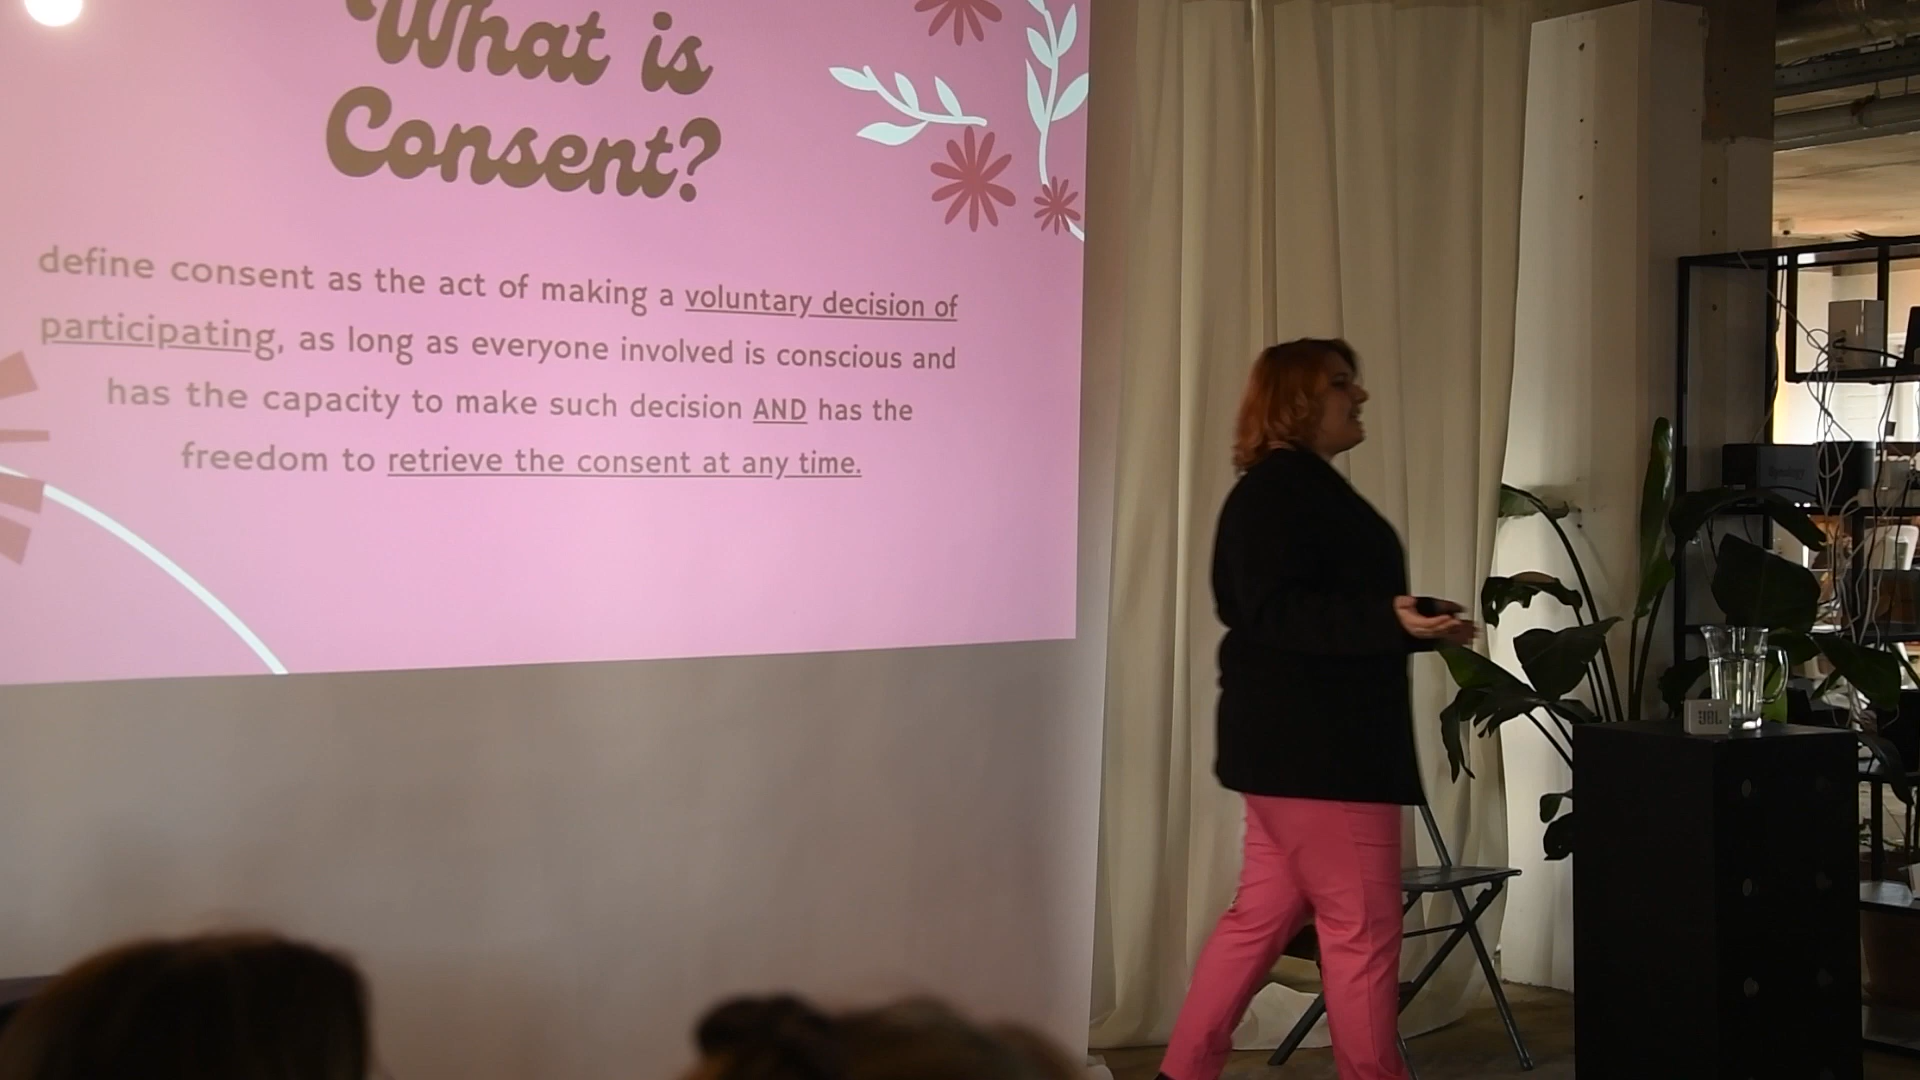 What is
Consent?
define consent as the act of making a voluntary decision of
participating, as long as everyone involved is conscious and
has the capacity to make such decision AND has the
freedom to retrieve the consent at any time.
Synology
JBL